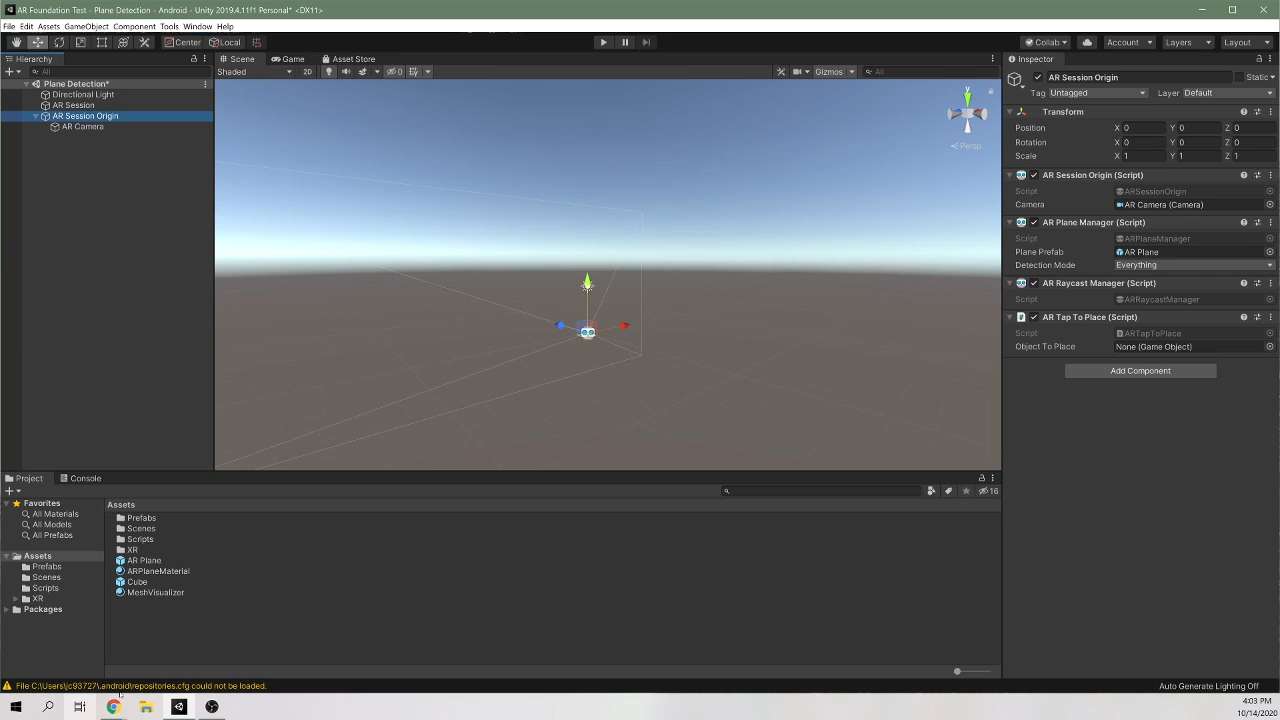 AR Foundation Test - Plane Detection - Android - Unity 2019.4.11f1 Personal* <DX11>
File Edit Assets GameObject Component Tools Window Help
Center Local Collab Account Layers Layout
Hierarchy
All
Plane Detection*
Directional Light
AR Session
AR Session Origin
AR Camera
Scene Game Asset Store
Shaded 2D 0 Gizmos All
y
Persp
Inspector
AR Session Origin Static
Tag Untagged Layer Default
Transform
Position X 0 Y 0 Z 0
Rotation X 0 Y 0 Z 0
Scale X 1 Y 1 Z 1
AR Session Origin (Script)
Script ARSessionOrigin
Camera AR Camera (Camera)
AR Plane Manager (Script)
Script ARPlaneManager
Plane Prefab AR Plane
Detection Mode Everything
AR Raycast Manager (Script)
Script ARRaycastManager
AR Tap To Place (Script)
Script ARTapToPlace
Object To Place None (Game Object)
Add Component
Project Console
16
Favorites
All Materials
All Models
All Prefabs
Assets
Prefabs
Scenes
Scripts
XR
Packages
Assets
Prefabs
Scenes
Scripts
XR
AR Plane
ARPlaneMaterial
Cube
MeshVisualizer
File C:\Users\jc93727\.android\repositories.cfg could not be loaded.
Auto Generate Lighting Off
4:03 PM
10/14/2020